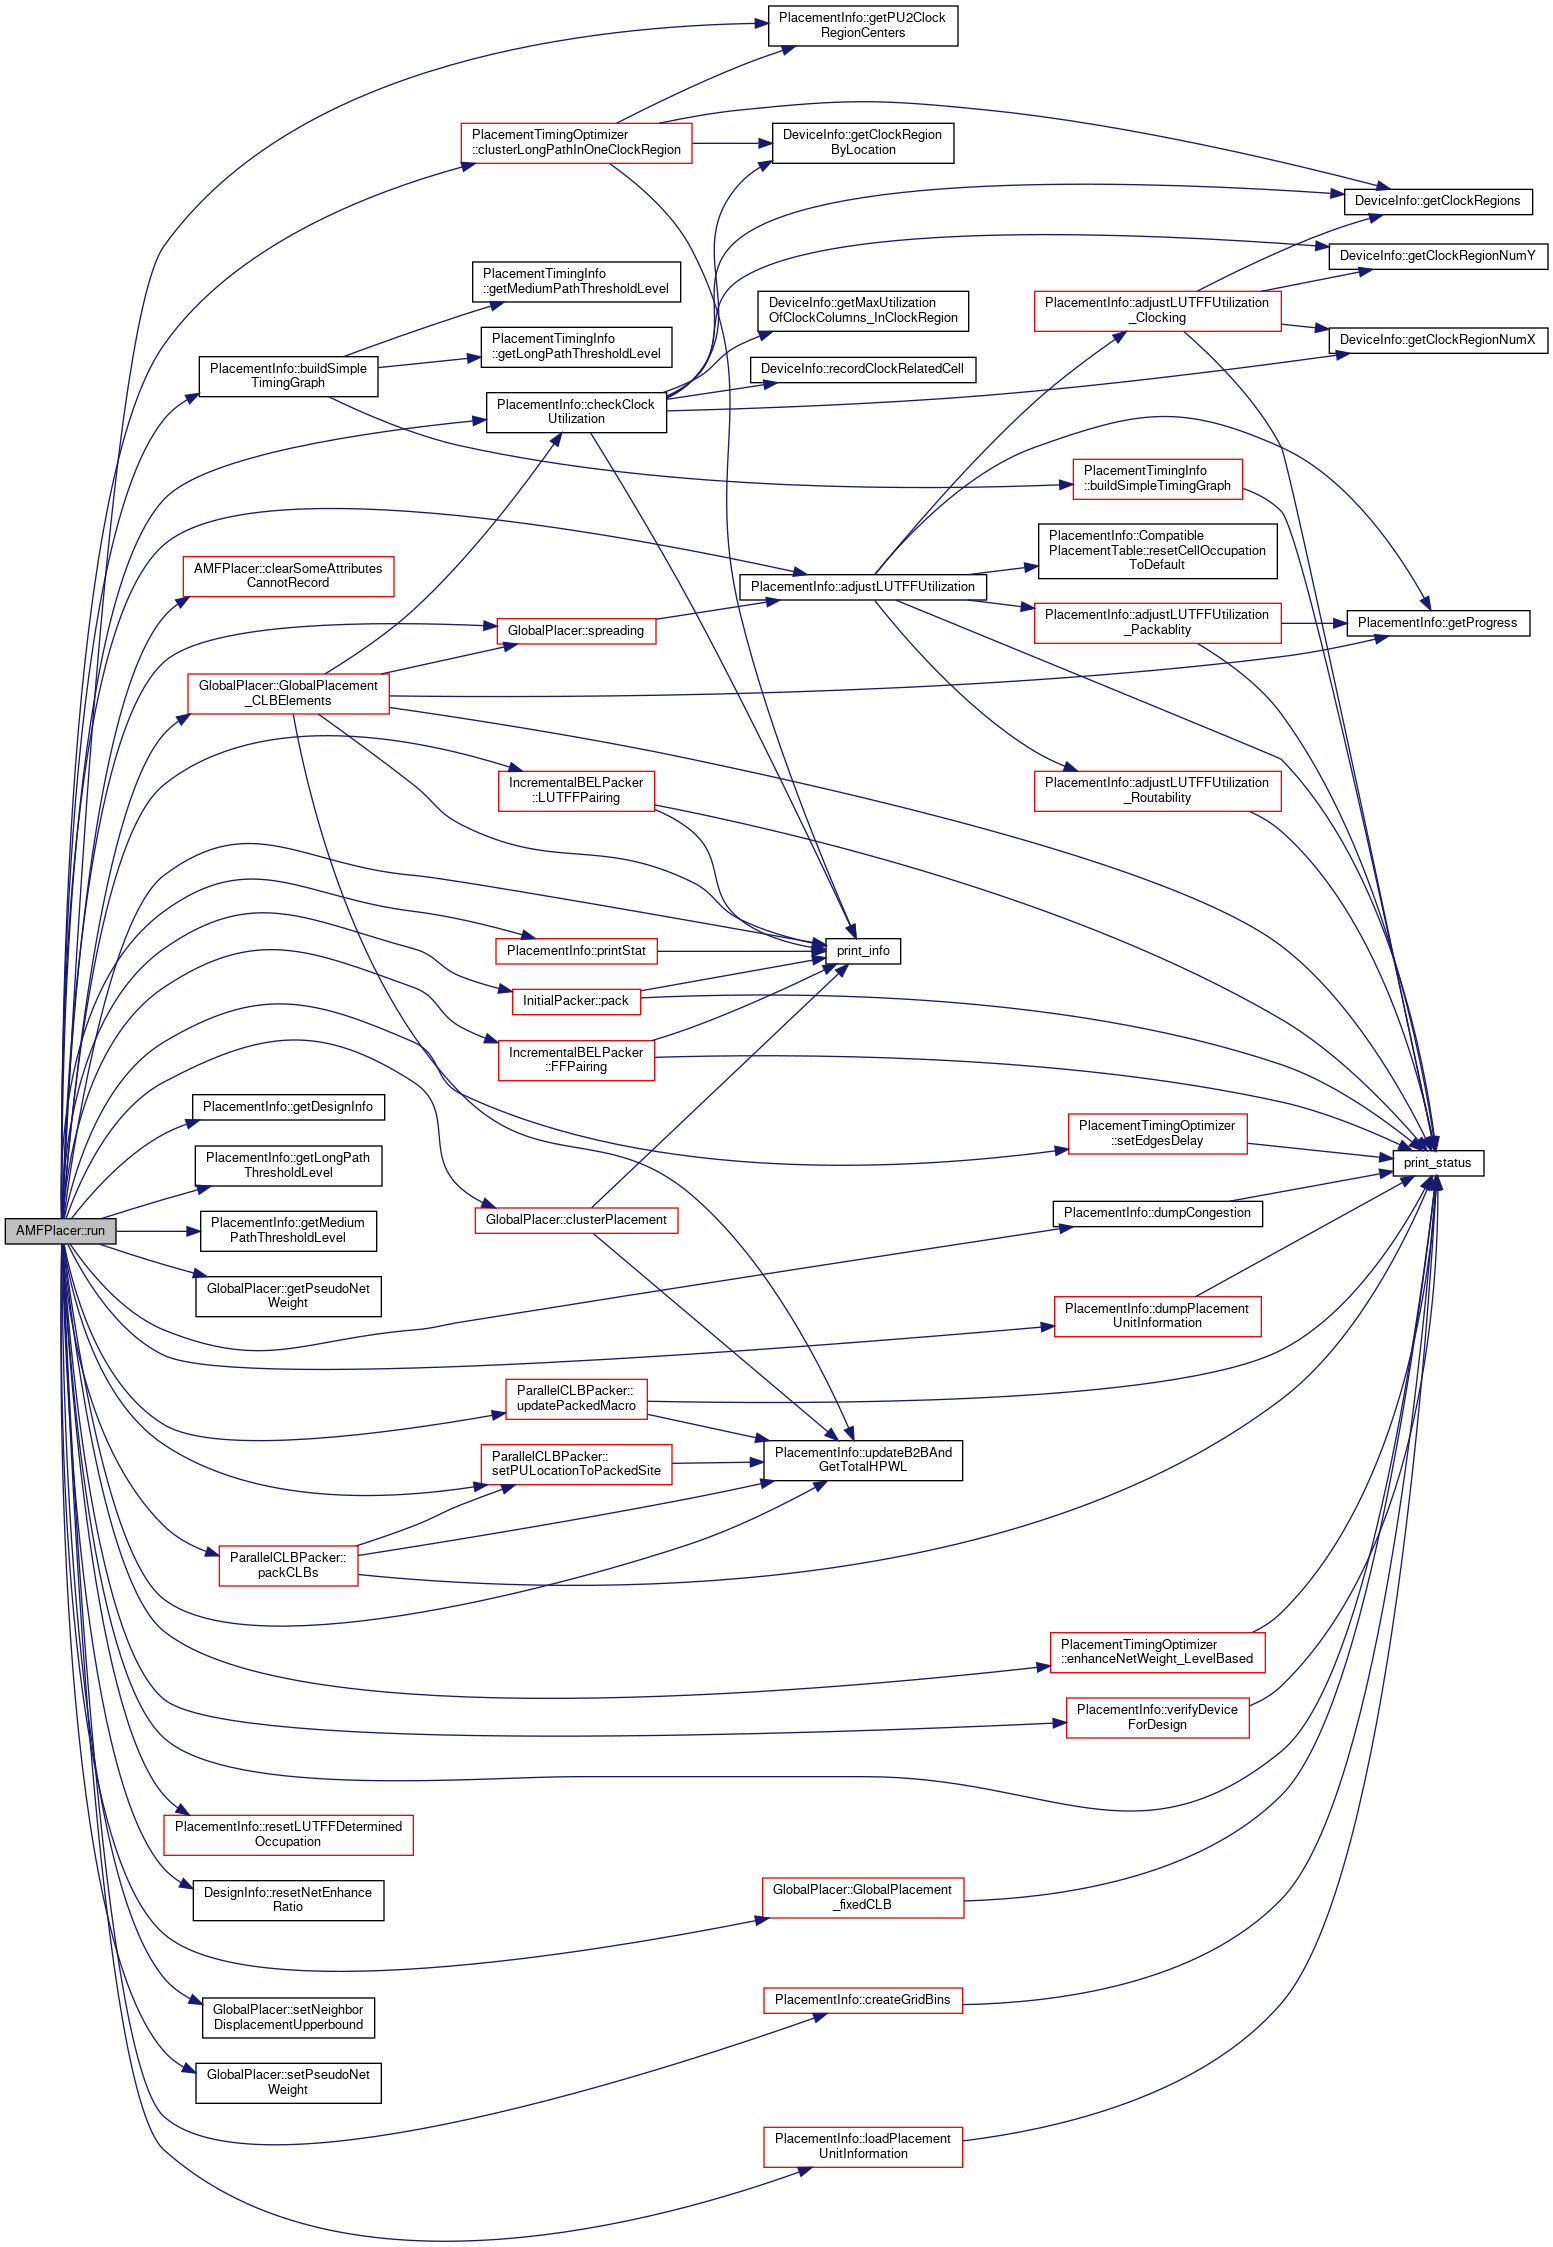 PlacementInfo::getPU2Clock
RegionCenters
PlacementTimingOptimizer
::clusterLongPathInOneClockRegion
DeviceInfo::getClockRegion
ByLocation
DeviceInfo::getClockRegions
DeviceInfo::getClockRegionNumY
PlacementTimingInfo
::getMediumPathThresholdLevel
DeviceInfo::getMaxUtilization
OfClockColumns_InClockRegion
PlacementInfo::adjustLUTFFUtilization
_Clocking
DeviceInfo::getClockRegionNumX
PlacementTimingInfo
::getLongPathThresholdLevel
PlacementInfo::buildSimple
TimingGraph
DeviceInfo::recordClockRelatedCell
PlacementInfo::checkClock
Utilization
PlacementTimingInfo
::buildSimpleTimingGraph
PlacementInfo::Compatible
PlacementTable::resetCellOccupation
ToDefault
AMFPlacer::clearSomeAttributes
CannotRecord
PlacementInfo::adjustLUTFFUtilization
GlobalPlacer::spreading
PlacementInfo::adjustLUTFFUtilization
_Packablity
PlacementInfo::getProgress
GlobalPlacer::GlobalPlacement
_CLBElements
IncrementalBELPacker
::LUTFFPairing
PlacementInfo::adjustLUTFFUtilization
_Routability
PlacementInfo::printStat
print_info
InitialPacker::pack
IncrementalBELPacker
::FFPairing
PlacementInfo::getDesignInfo
PlacementTimingOptimizer
::setEdgesDelay
PlacementInfo::getLongPath
ThresholdLevel
print_status
AMFPlacer::run
PlacementInfo::getMedium
PathThresholdLevel
GlobalPlacer::clusterPlacement
PlacementInfo::dumpCongestion
GlobalPlacer::getPseudoNet
Weight
PlacementInfo::dumpPlacement
UnitInformation
ParallelCLBPacker::
updatePackedMacro
ParallelCLBPacker::
setPULocationToPackedSite
PlacementInfo::updateB2BAnd
GetTotalHPWL
ParallelCLBPacker::
packCLBs
PlacementTimingOptimizer
::enhanceNetWeight_LevelBased
PlacementInfo::verifyDevice
ForDesign
PlacementInfo::resetLUTFFDetermined
Occupation
DesignInfo::resetNetEnhance
Ratio
GlobalPlacer::GlobalPlacement
_fixedCLB
GlobalPlacer::setNeighbor
DisplacementUpperbound
PlacementInfo::createGridBins
GlobalPlacer::setPseudoNet
Weight
PlacementInfo::loadPlacement
UnitInformation